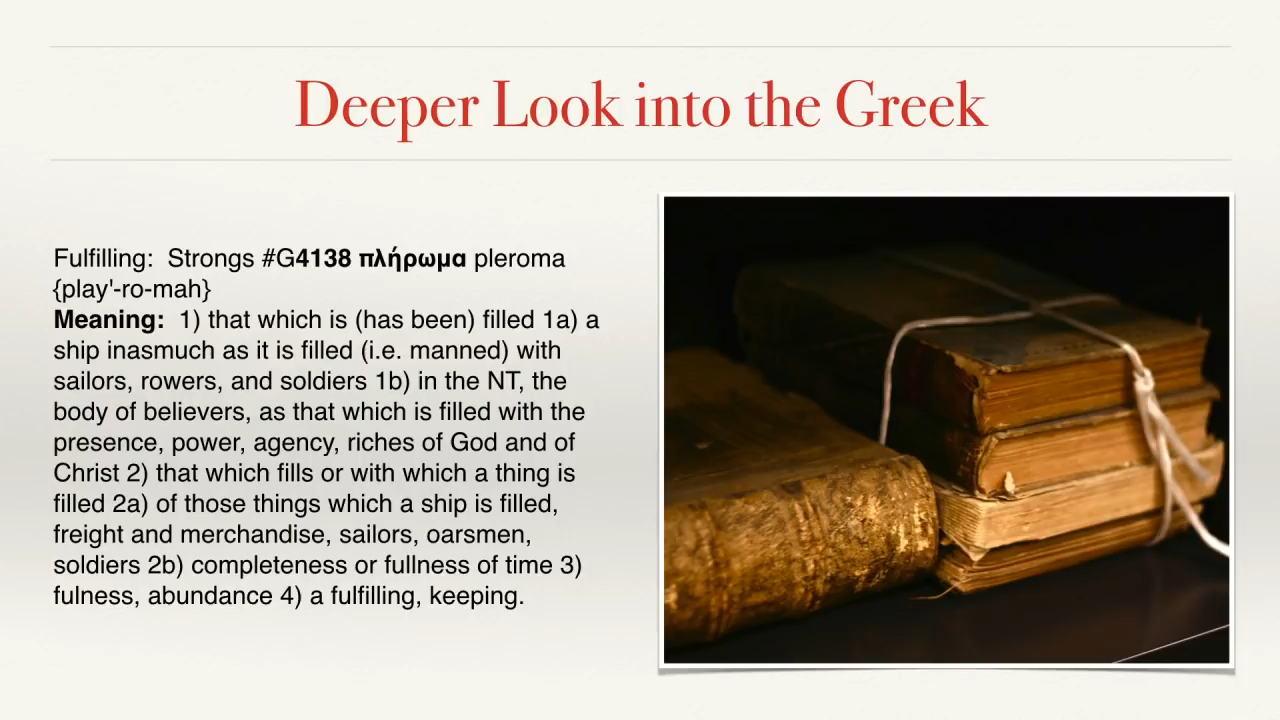 Deeper Look into the Greek
Fulfilling:  Strongs #G4138 πλήρωμα pleroma
{play'-ro-mah}
Meaning:  1) that which is (has been) filled 1a) a
ship inasmuch as it is filled (i.e. manned) with
sailors, rowers, and soldiers 1b) in the NT, the
body of believers, as that which is filled with the
presence, power, agency, riches of God and of
Christ 2) that which fills or with which a thing is
filled 2a) of those things which a ship is filled,
freight and merchandise, sailors, oarsmen,
soldiers 2b) completeness or fullness of time 3)
fulness, abundance 4) a fulfilling, keeping.